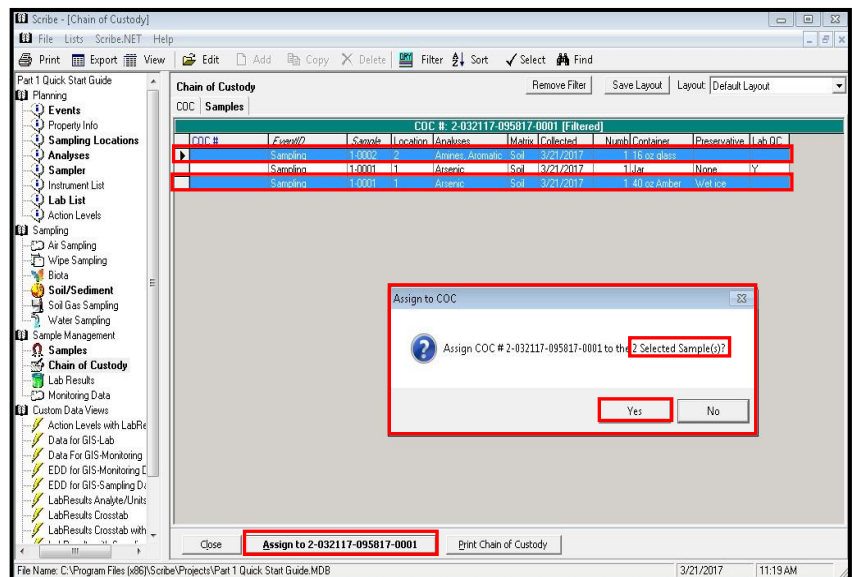 Scribe - [Chain of Custody]
File Lists Scribe.NET Help
Print Export View Edit Add Copy Delete DRY Filter Sort Select Find
Part 1 Quick Start Guide
Planning
Events
Property Info
Sampling Locations
Analyses
Sampler
Instrument List
Lab List
Action Levels
Sampling
Air Sampling
Wipe Sampling
Biota
Soil/Sediment
Soil Gas Sampling
Water Sampling
Sample Management
Samples
Chain of Custody
Lab Results
Monitoring Data
Custom Data Views
Action Levels with LabRe
Data for GIS-Lab
Data For GIS-Monitoring
EDD for GIS-Monitoring D
EDD for GIS-Sampling Da
LabResults Analyte/Units
LabResults Crosstab
LabResults Crosstab with
Chain of Custody
Remove Filter Save Layout Layout: Default Layout
COC Samples
COC #: 2-032117-095817-0001 [Filtered]
COC # EventID Sample Location Analyses Matrix Collected Numb Container Preservative Lab QC
Sampling 1-0002 2 Amines, Aromatic Soil 3/21/2017 1 16 oz glass
Sampling 1-0001 1 Arsenic Soil 3/21/2017 1 Jar None Y
Sampling 1-0001 1 Arsenic Soil 3/21/2017 1 40 oz Amber Wet ice
Assign to COC
Assign COC # 2-032117-095817-0001 to the 2 Selected Sample(s)?
Yes No
Close Assign to 2-032117-095817-0001 Print Chain of Custody
File Name: C:\Program Files (x86)\Scribe\Projects\Part 1 Quick Start Guide.MDB 3/21/2017 11:19 AM